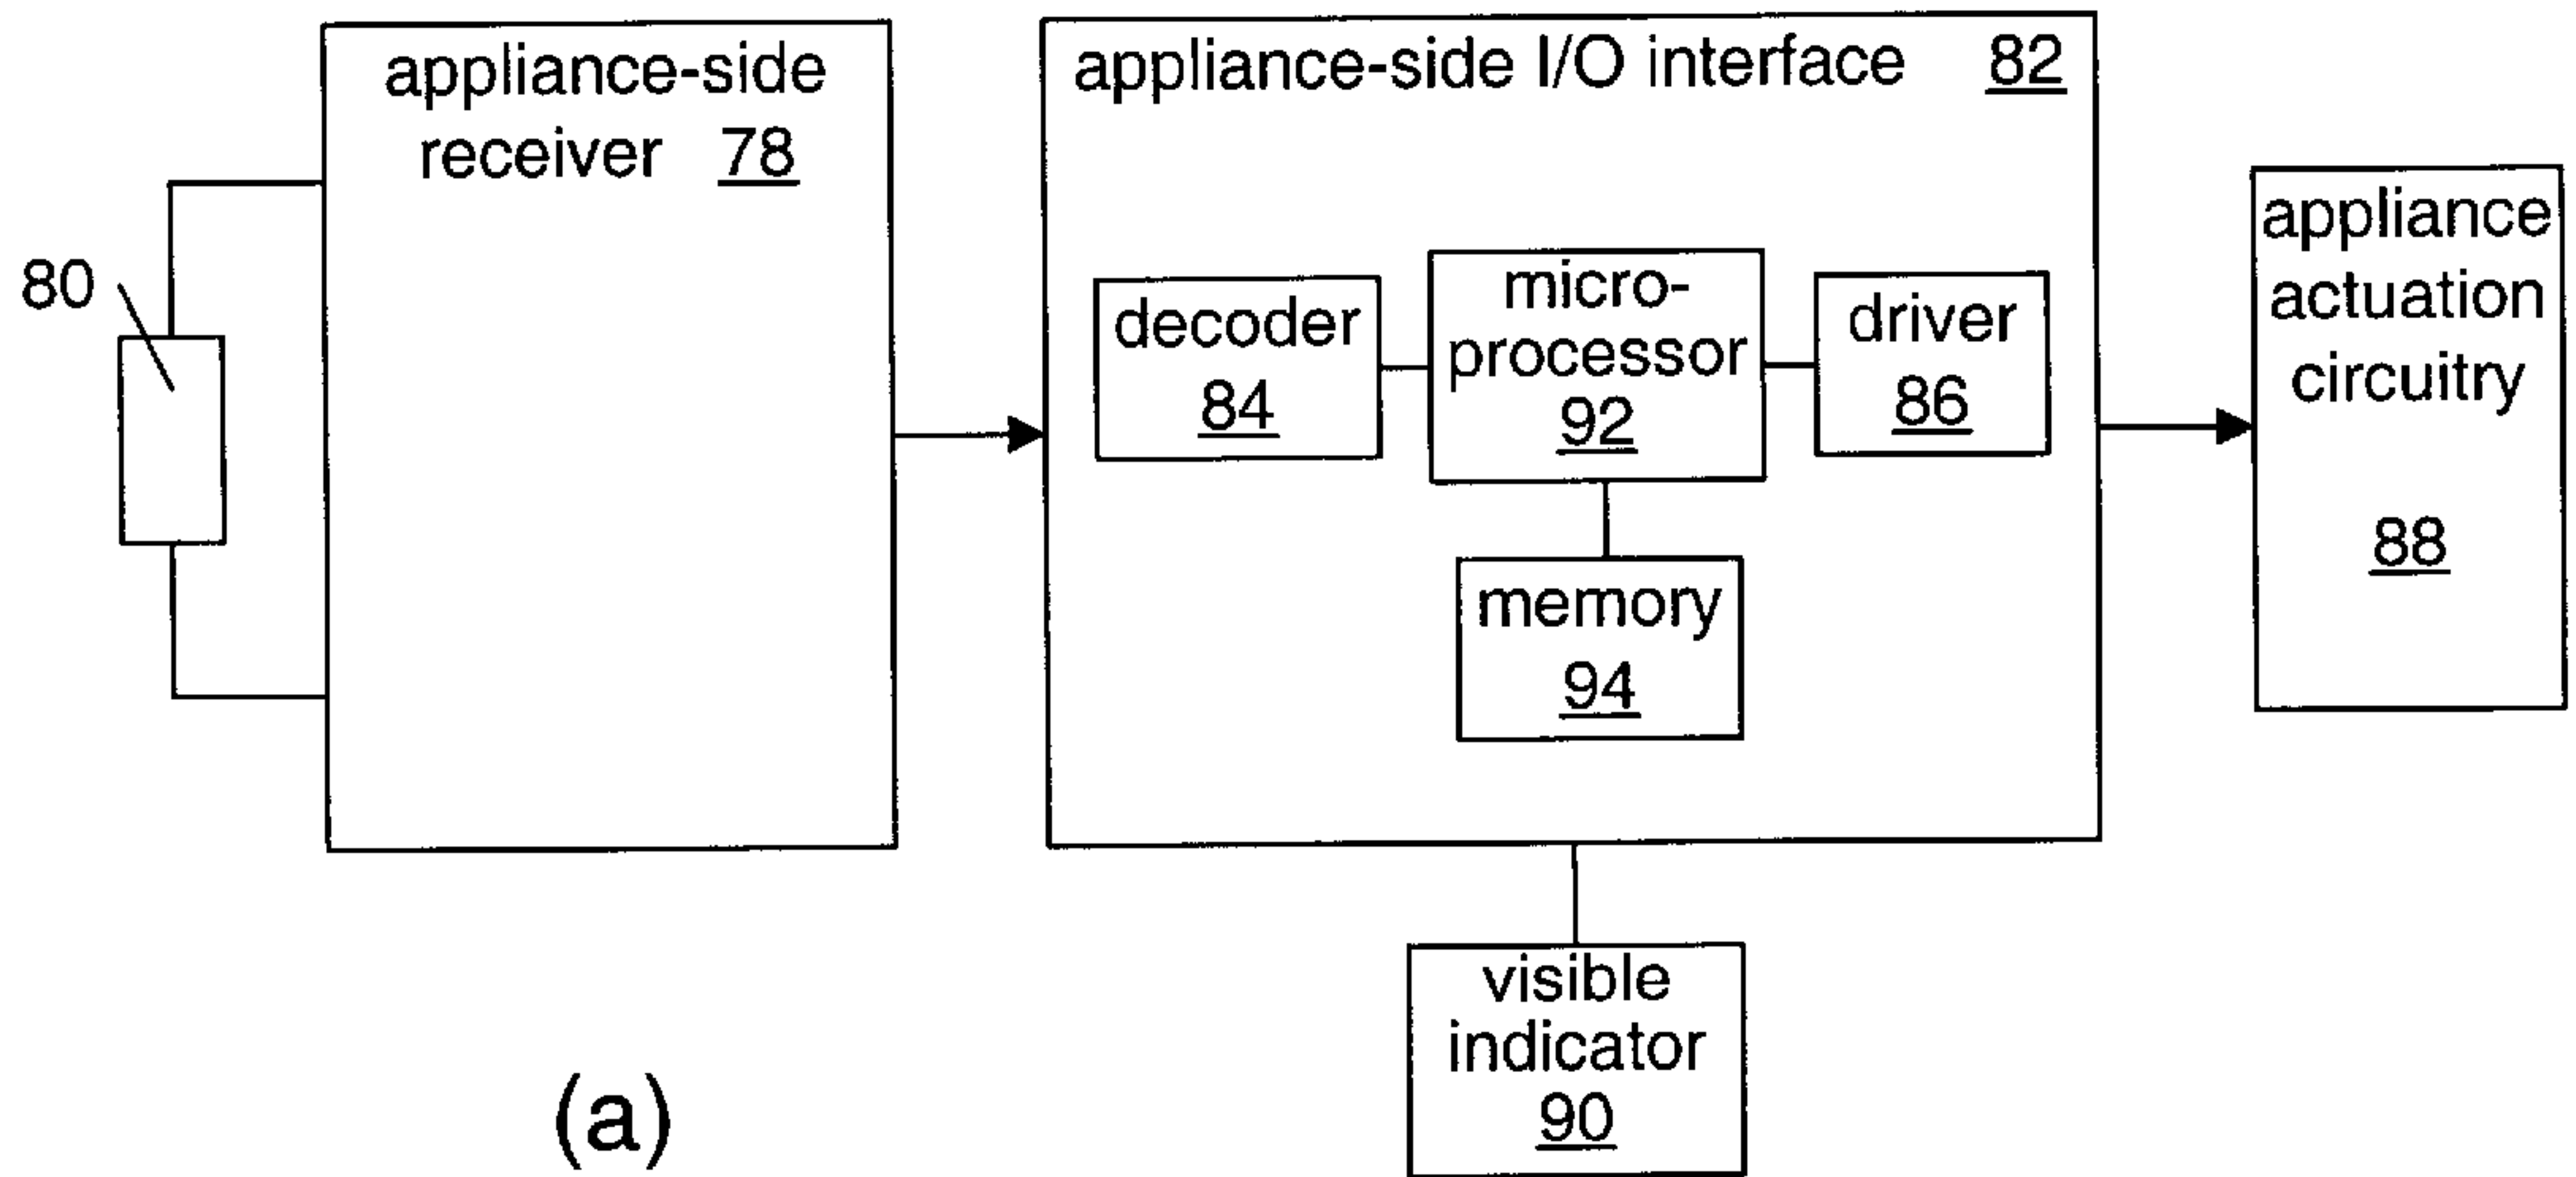 appliance-side
receiver 78
80
appliance-side I/O interface 82
decoder
84
micro-
processor
92
driver
86
memory
94
appliance
actuation
circuitry
88
visible
indicator
90
(a)